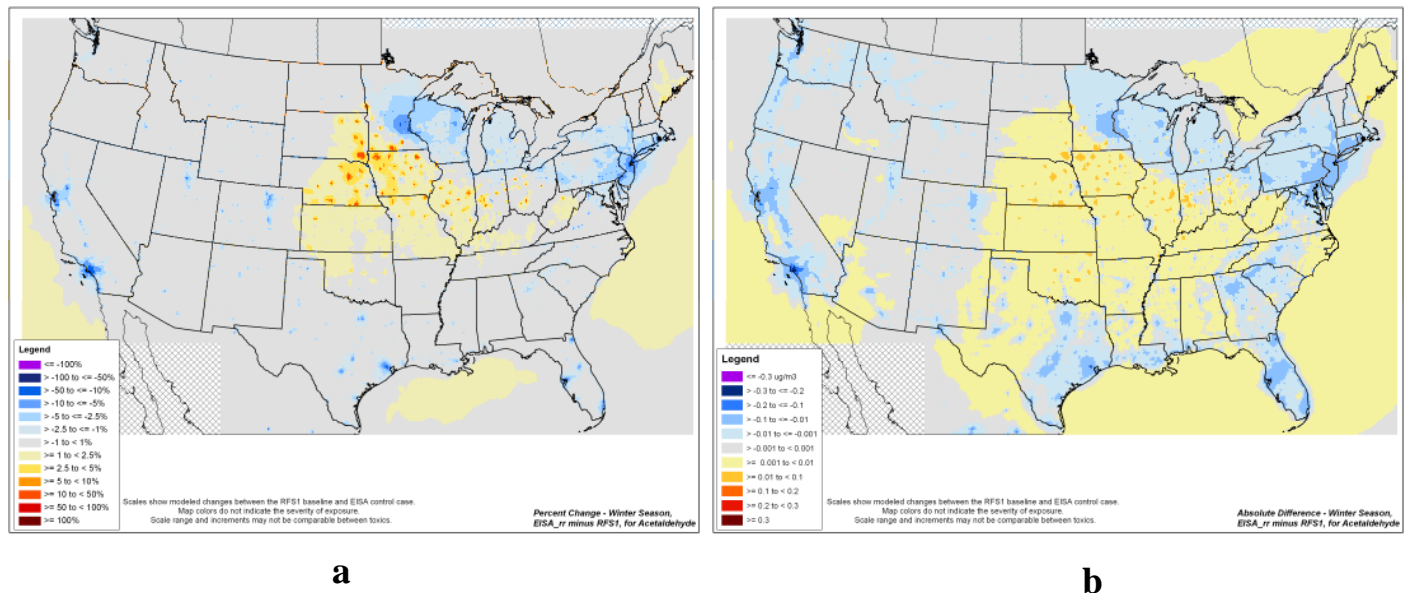 Legend
<= -100%
> -100 to <= -50%
> -50 to <= -10%
> -10 to <= -5%
> -5 to <= -2.5%
> -2.5 to <= -1%
> -1 to < 1%
>= 1 to < 2.5%
>= 2.5 to < 5%
>= 5 to < 10%
>= 10 to < 50%
>= 50 to < 100%
>= 100%
Scales show modeled changes between the RFS1 baseline and EISA control case.
Map colors do not indicate the severity of exposure.
Scale range and increments may not be comparable between toxics.
Percent Change - Winter Season,
EISA_rr minus RFS1, for Acetaldehyde
a
Legend
<= -0.3 ug/m3
> -0.3 to <= -0.2
> -0.2 to <= -0.1
> -0.1 to <= -0.01
> -0.01 to <= -0.001
> -0.001 to < 0.001
>= 0.001 to < 0.01
>= 0.01 to < 0.1
>= 0.1 to < 0.2
>= 0.2 to < 0.3
>= 0.3
Scales show modeled changes between the RFS1 baseline and EISA control case.
Map colors do not indicate the severity of exposure.
Scale range and increments may not be comparable between toxics.
Absolute Difference - Winter Season,
EISA_rr minus RFS1, for Acetaldehyde
b